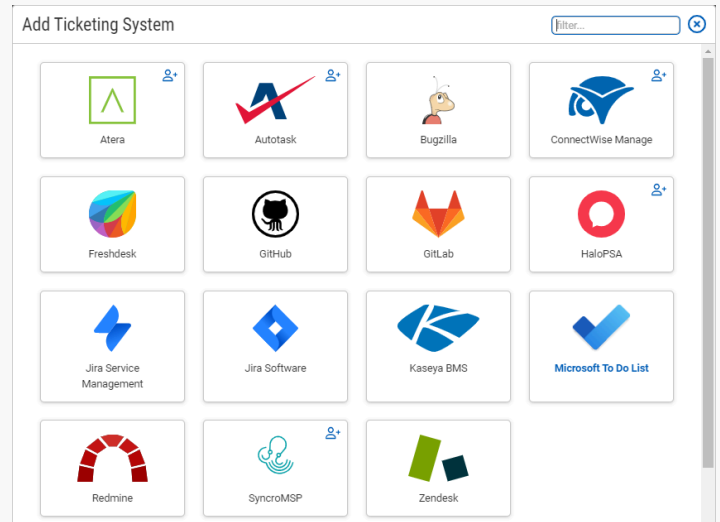 Add Ticketing System
filter...
Atera
Autotask
Bugzilla
ConnectWise Manage
Freshdesk
GitHub
GitLab
HaloPSA
Jira Service
Management
Jira Software
Kaseya BMS
Microsoft To Do List
Redmine
SyncroMSP
Zendesk